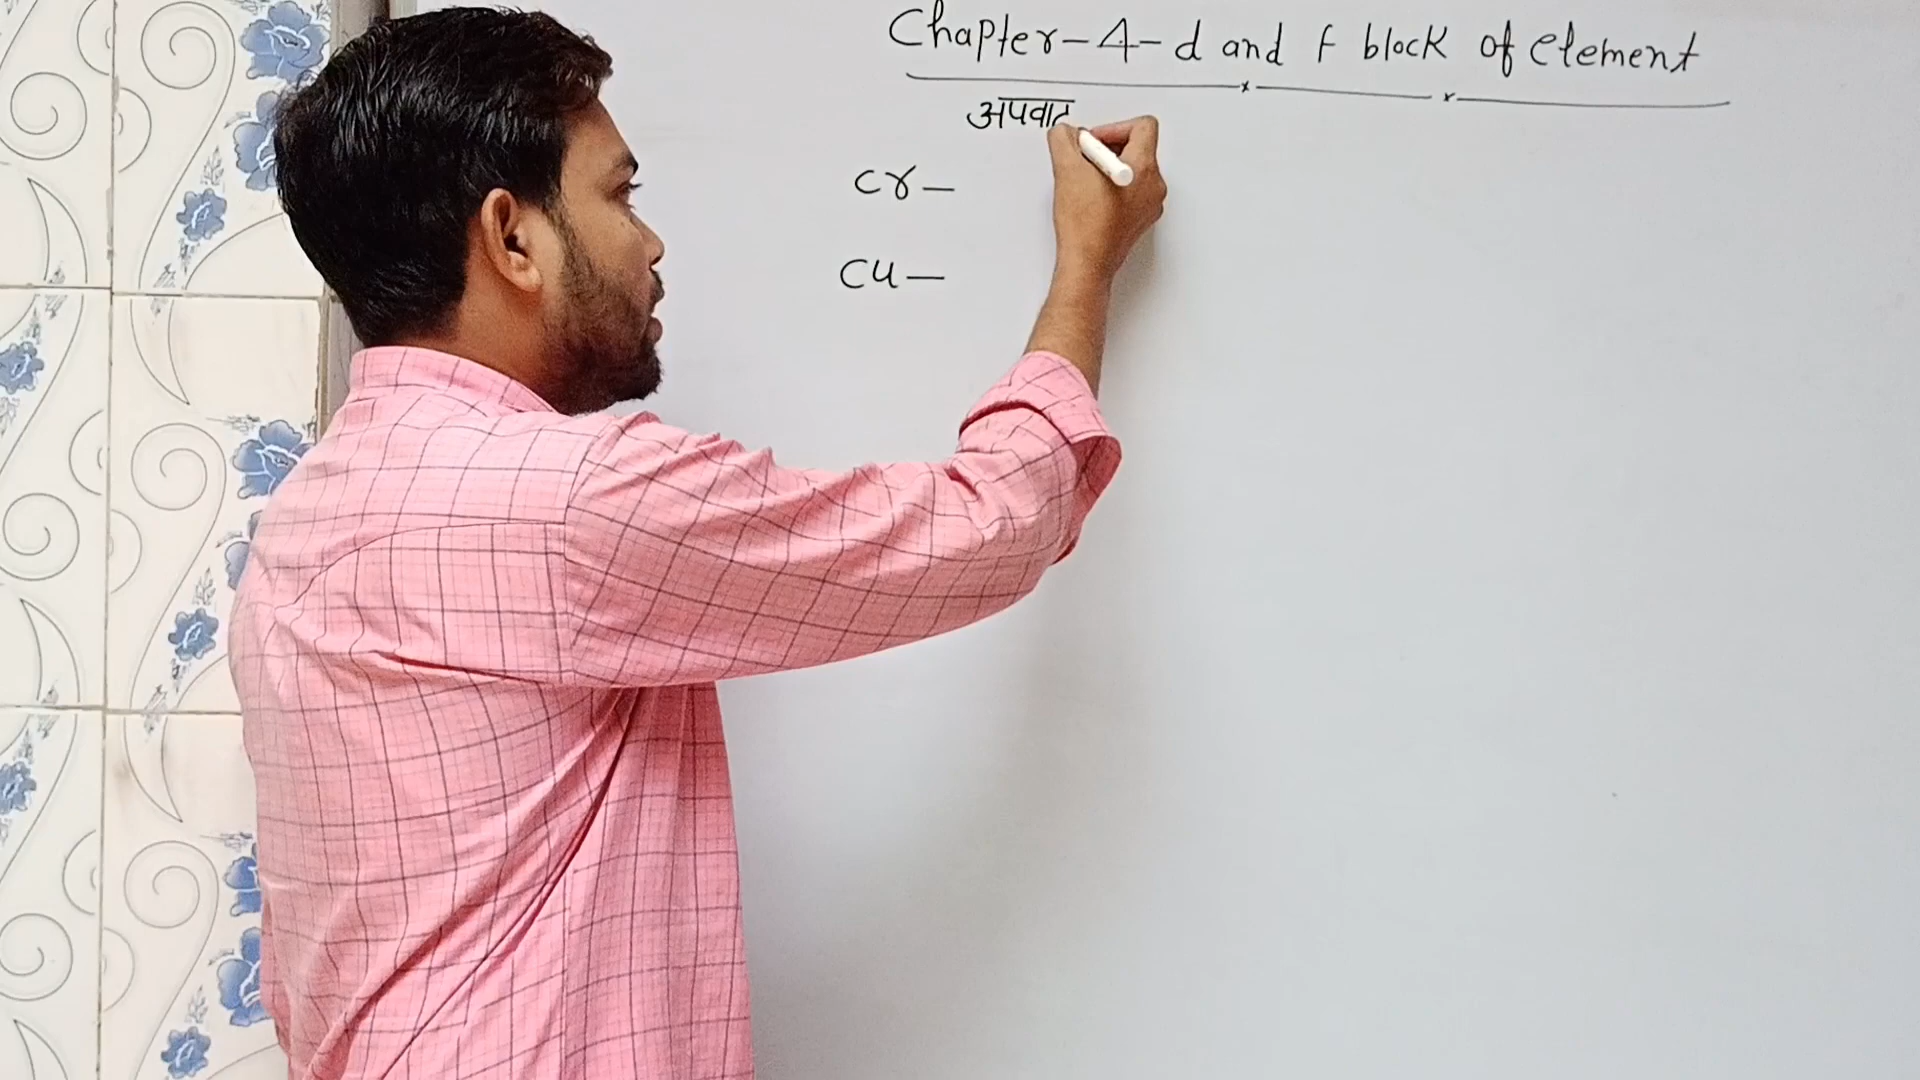 Chapter-4-d and f block of element
अपवाद
Cr-
Cu-